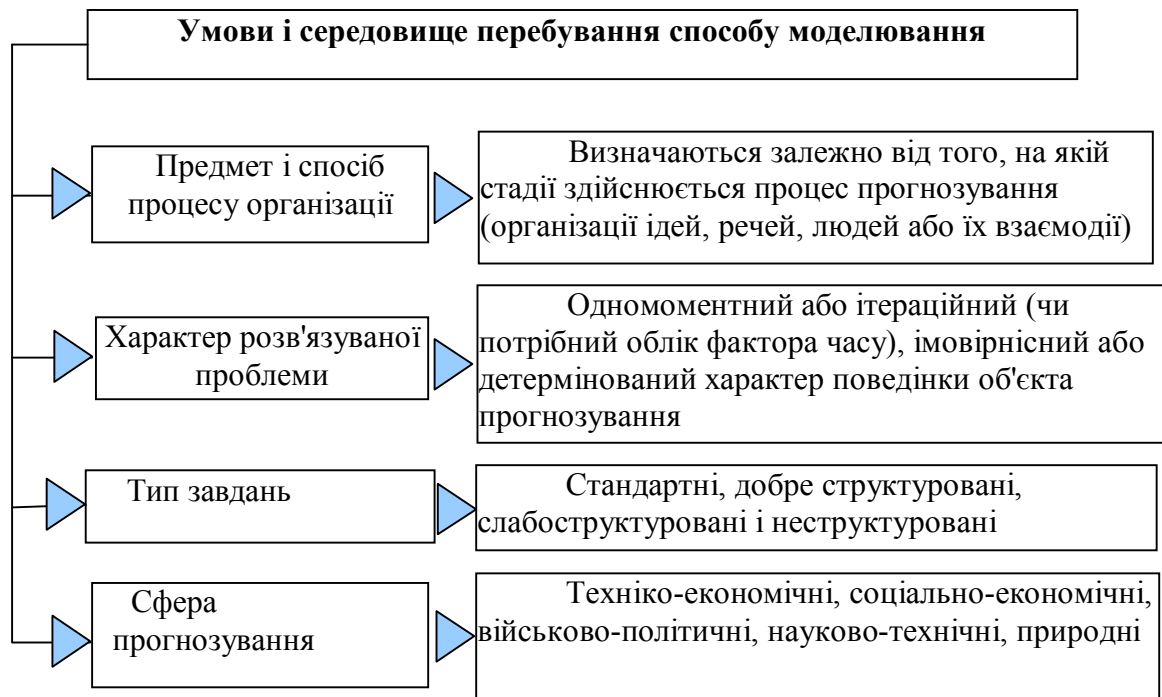 Умови і середовище перебування способу моделювання
Предмет і спосіб
процесу організації
Визначаються залежно від того, на якій
стадії здійснюється процес прогнозування
(організації ідей, речей, людей або їх взаємодії)
Характер розв'язуваної
проблеми
Одномоментний або ітераційний (чи
потрібний облік фактора часу), імовірнісний або
детермінований характер поведінки об'єкта
прогнозування
Тип завдань
Стандартні, добре структуровані,
слабоструктуровані і неструктуровані
Сфера
прогнозування
Техніко-економічні, соціально-економічні,
військово-політичні, науково-технічні, природні